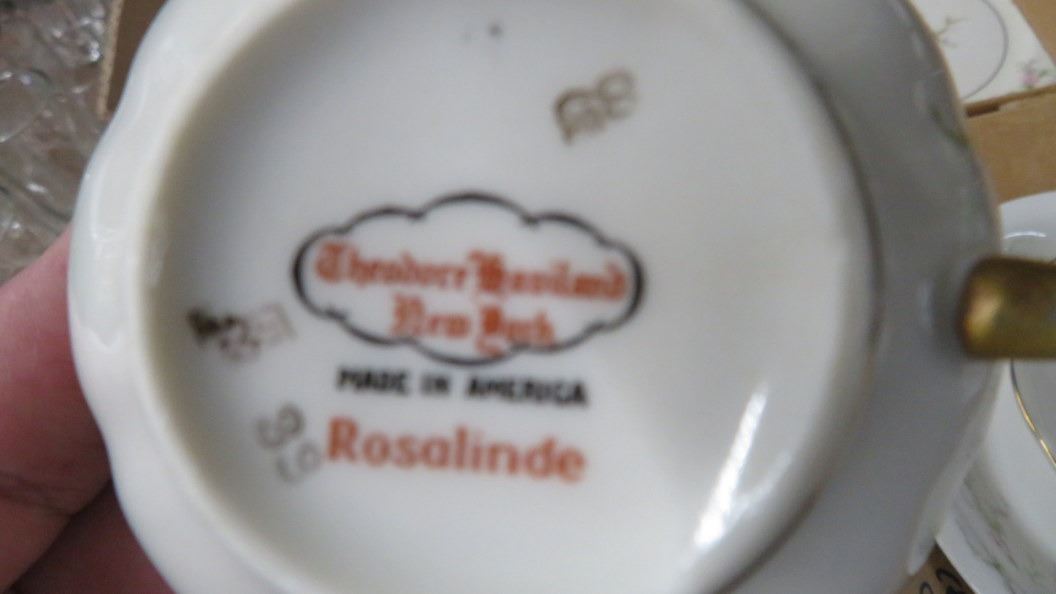 Theodore Haviland
New York
MADE IN AMERICA
Rosalinde